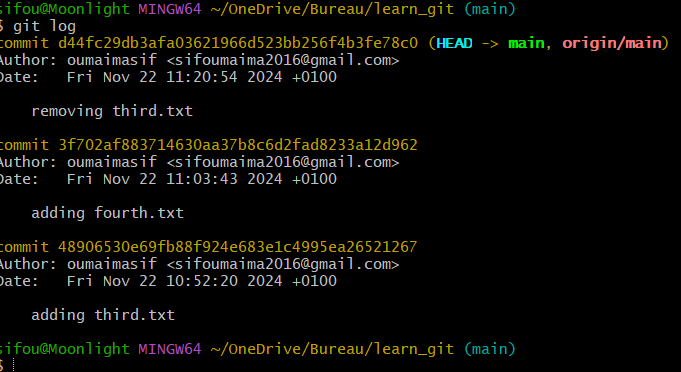 sifou@Moonlight MINGW64 ~/OneDrive/Bureau/learn_git (main)
$ git log
commit d44fc29db3afa03621966d523bb256f4b3fe78c0 (HEAD -> main, origin/main)
Author: oumaimasif <sifoumaima2016@gmail.com>
Date:   Fri Nov 22 11:20:54 2024 +0100

    removing third.txt

commit 3f702af883714630aa37b8c6d2fad8233a12d962
Author: oumaimasif <sifoumaima2016@gmail.com>
Date:   Fri Nov 22 11:03:43 2024 +0100

    adding fourth.txt

commit 48906530e69fb88f924e683e1c4995ea26521267
Author: oumaimasif <sifoumaima2016@gmail.com>
Date:   Fri Nov 22 10:52:20 2024 +0100

    adding third.txt

sifou@Moonlight MINGW64 ~/OneDrive/Bureau/learn_git (main)
$